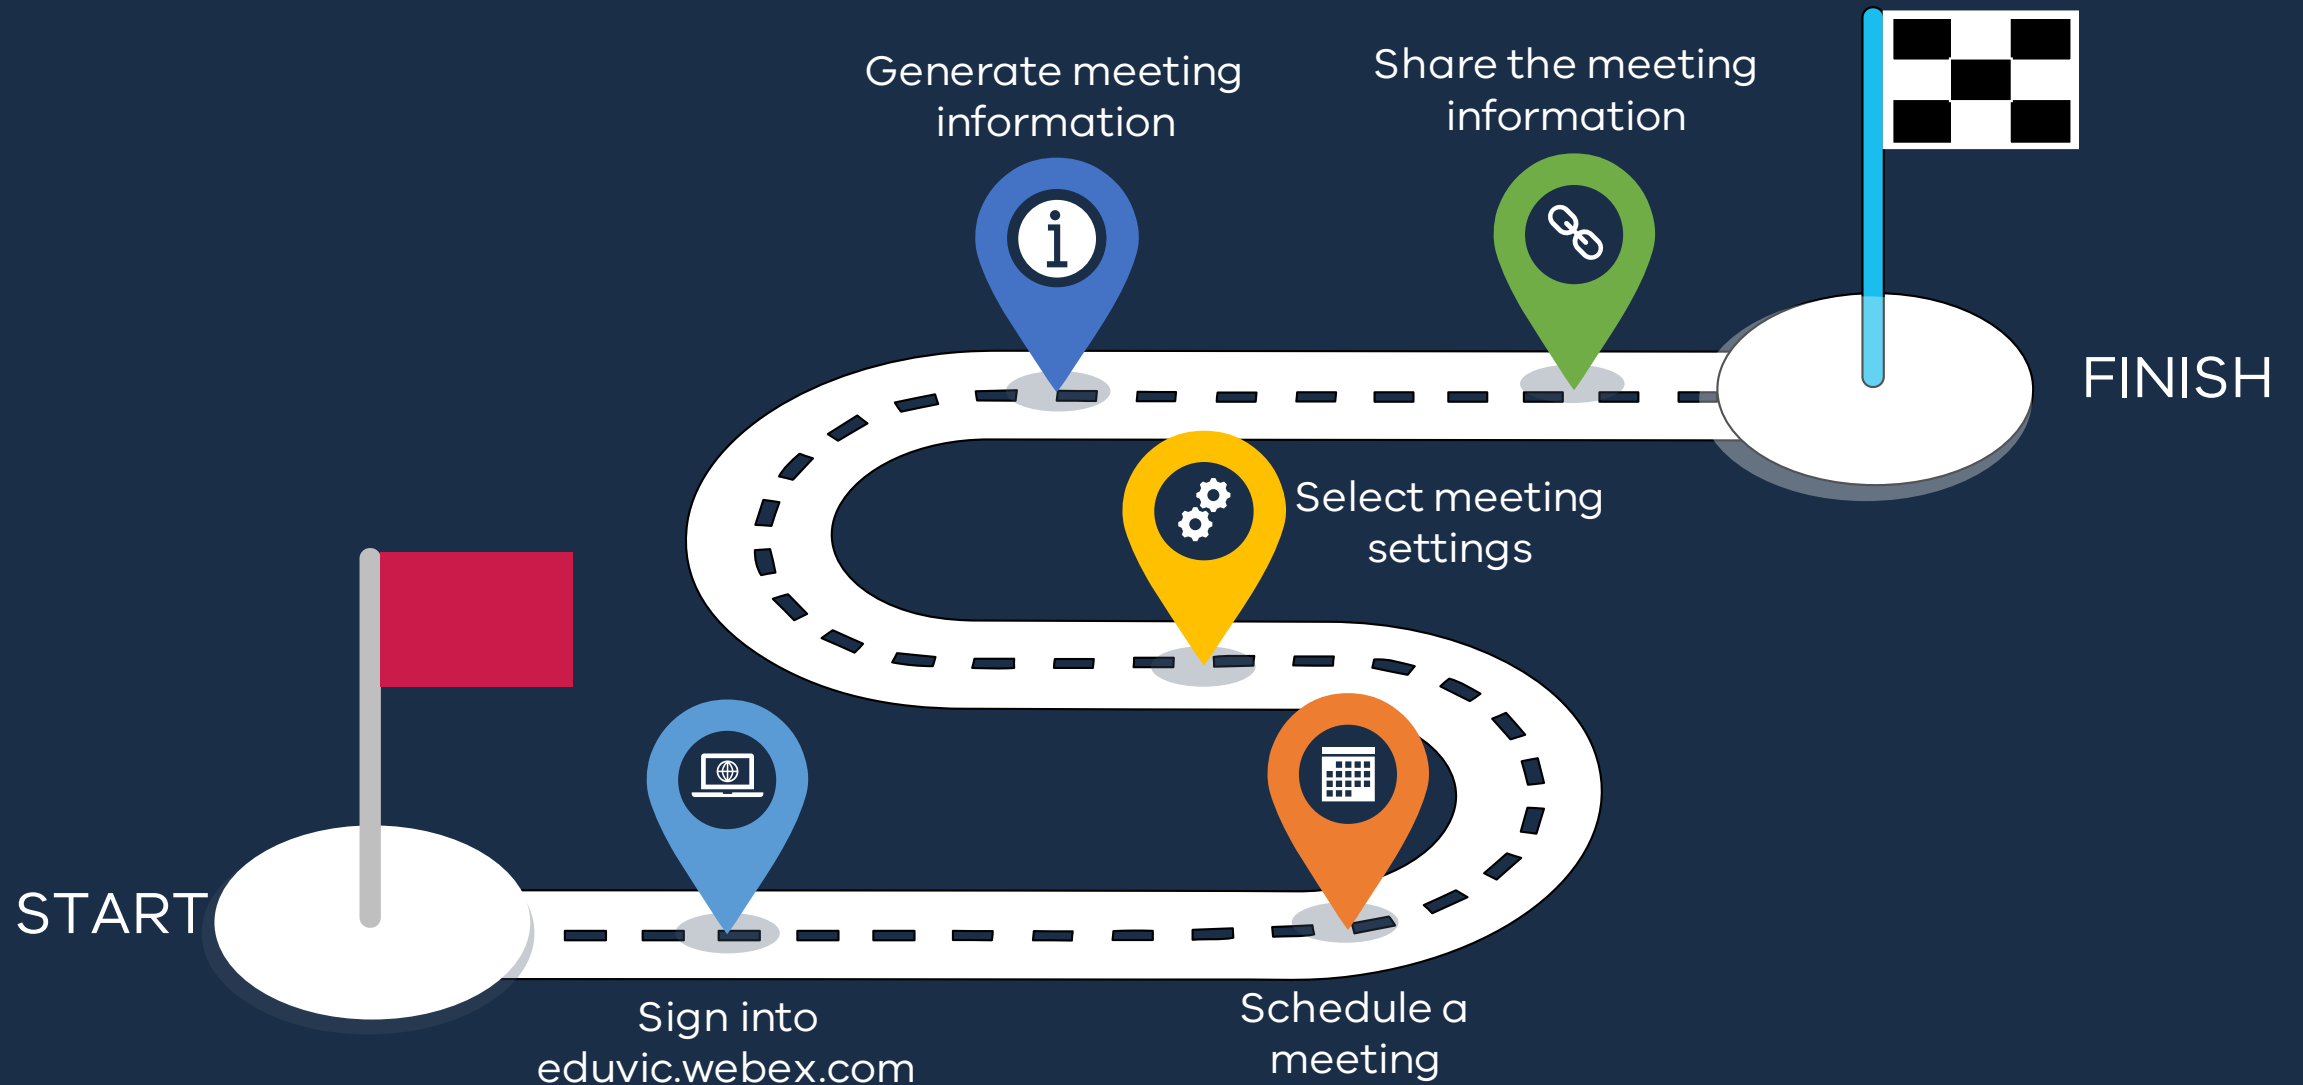 START
Sign into
eduvic.webex.com
Schedule a
meeting
Select meeting
settings
Generate meeting
information
Share the meeting
information
FINISH